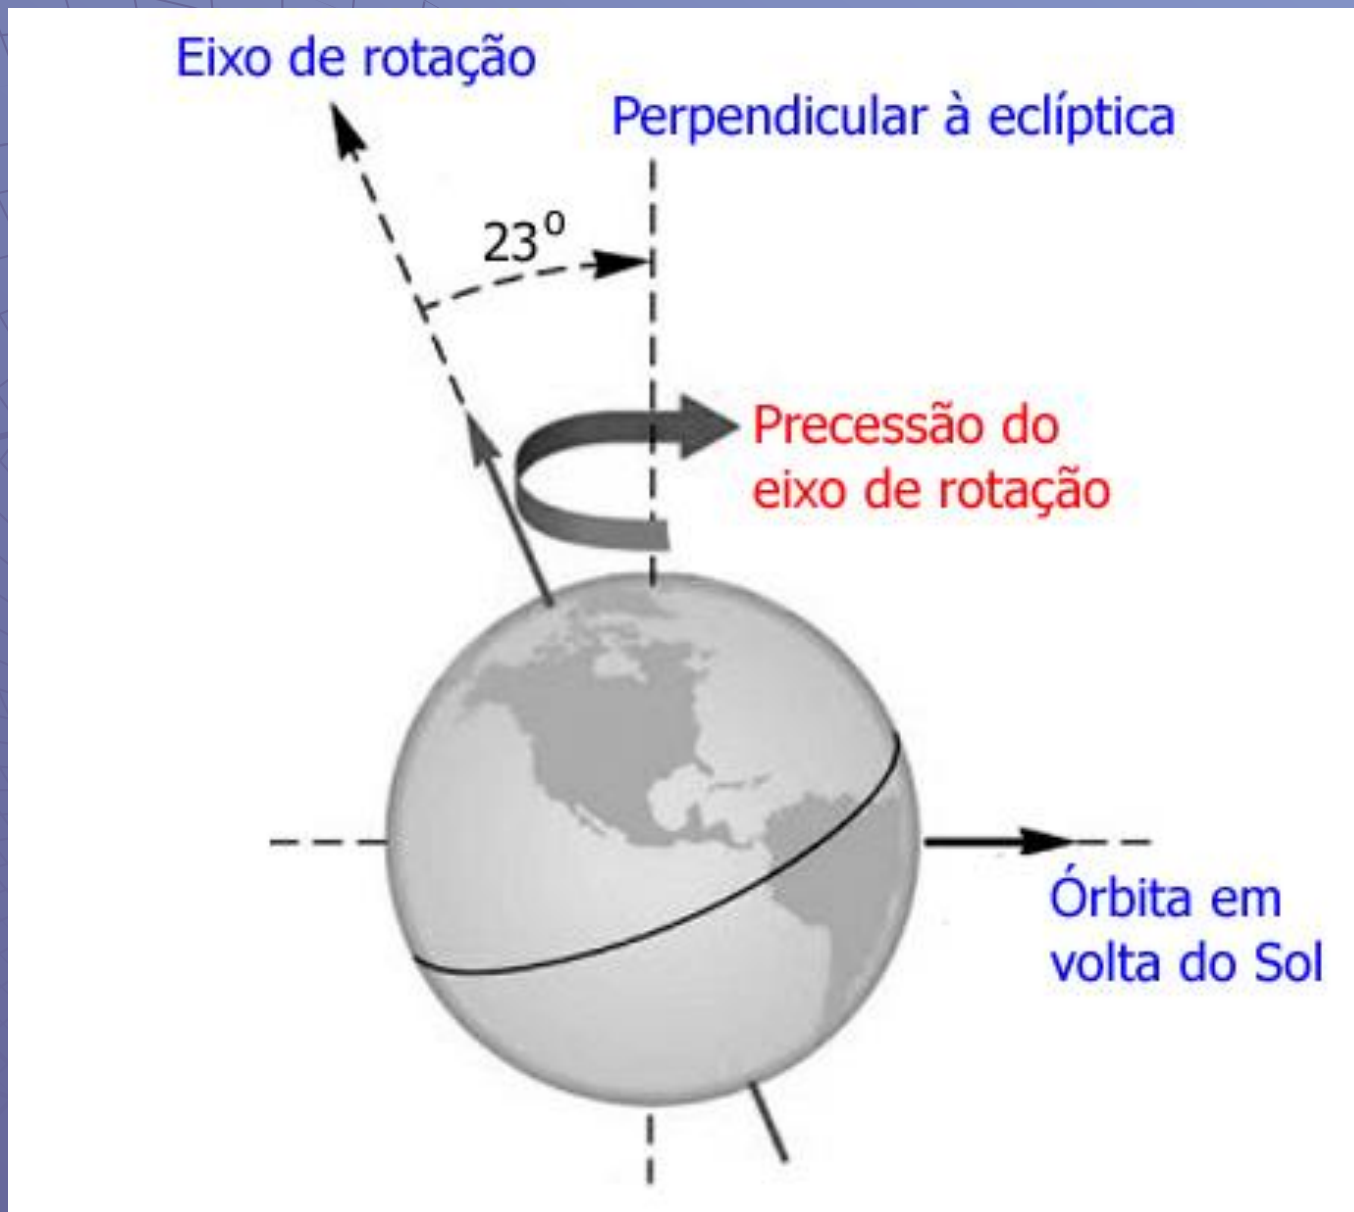 Eixo de rotação
Perpendicular à eclíptica
23º
Precessão do
eixo de rotação
Órbita em
volta do Sol